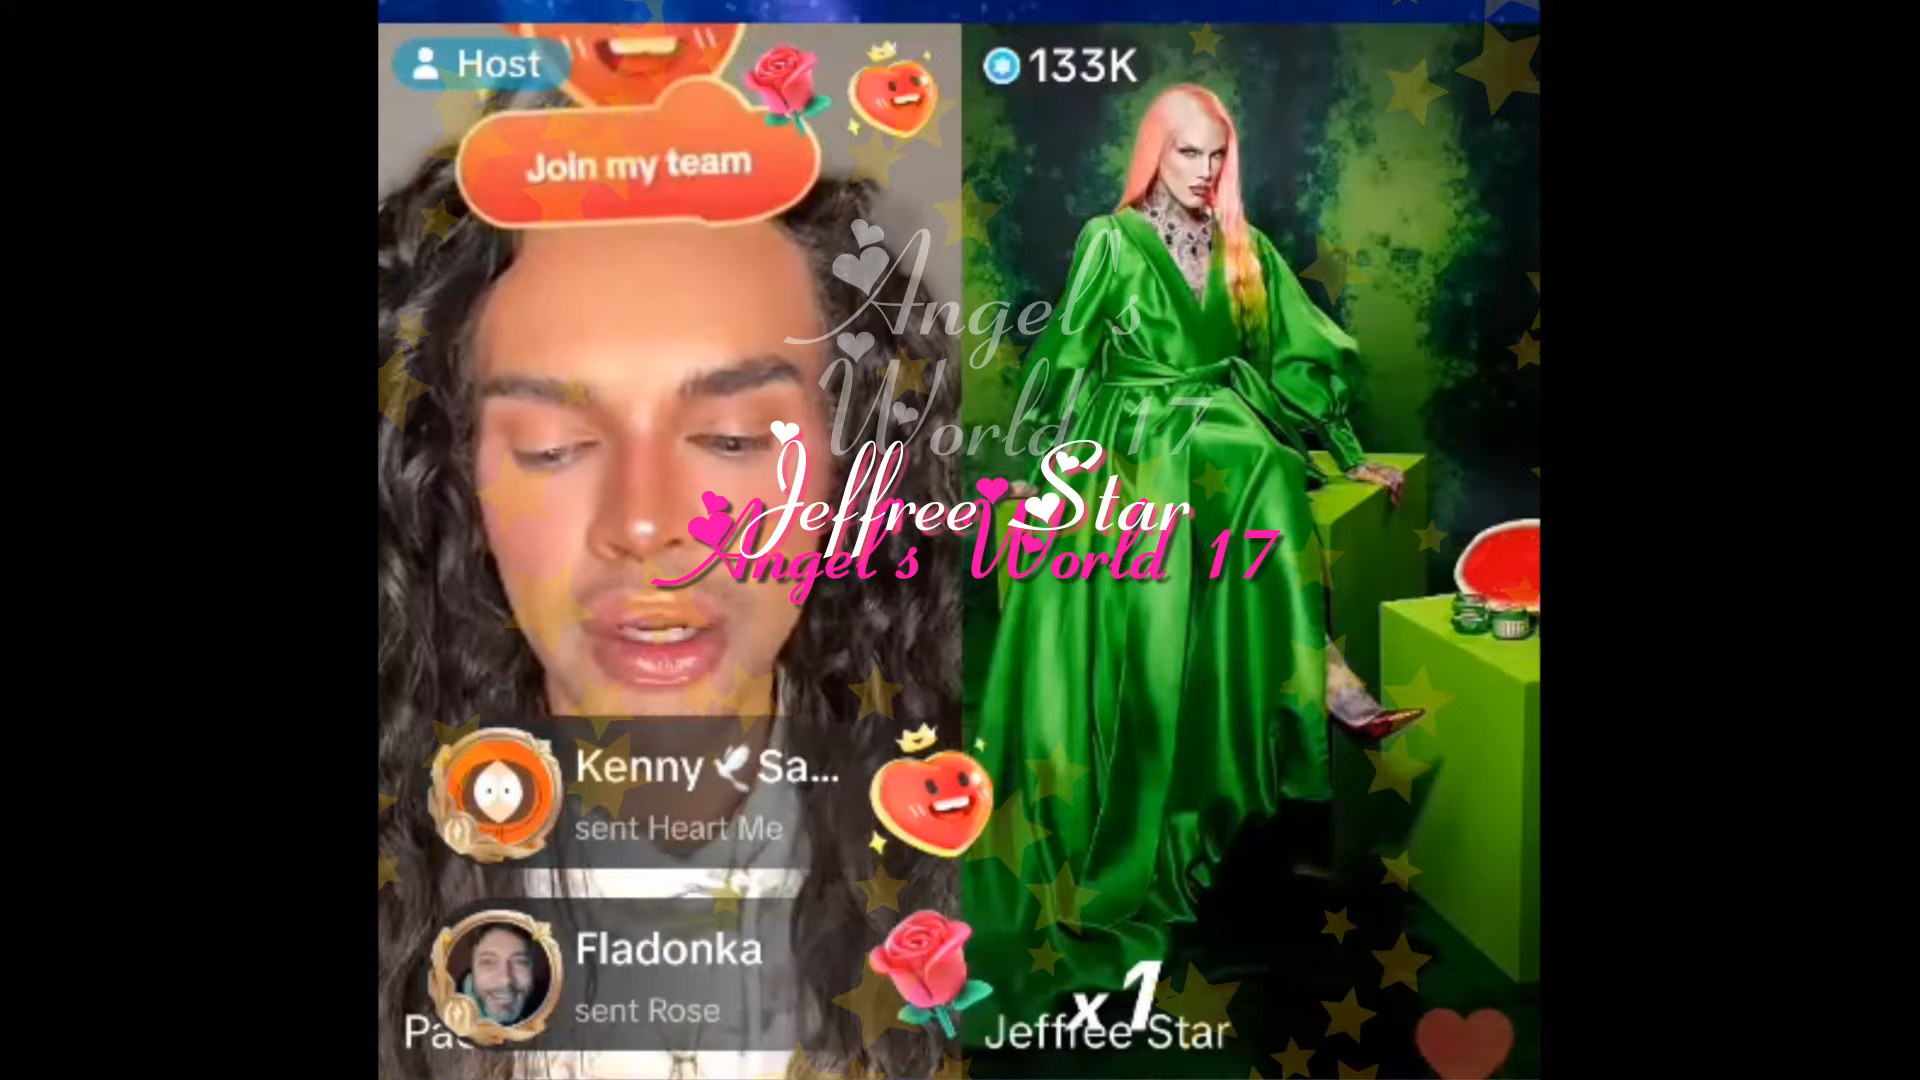 Host
133K
Join my team
Angel's
World 17
Jeffree Star
Angel's World 17
Kenny 🕊 Sa...
sent Heart Me
Fladonka
sent Rose
x1
Jeffree Star